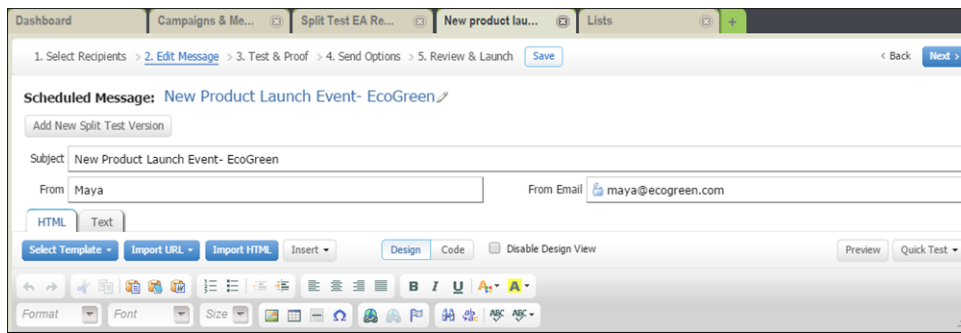 Dashboard Campaigns & Me... Split Test EA Re... New product lau... Lists +
1. Select Recipients > 2. Edit Message > 3. Test & Proof > 4. Send Options > 5. Review & Launch Save < Back Next >
Scheduled Message: New Product Launch Event- EcoGreen
Add New Split Test Version
Subject New Product Launch Event- EcoGreen
From Maya From Email maya@ecogreen.com
HTML Text
Select Template Import URL Import HTML Insert Design Code Disable Design View Preview Quick Test
B I U A A
Format Font Size Ω ABC ABC